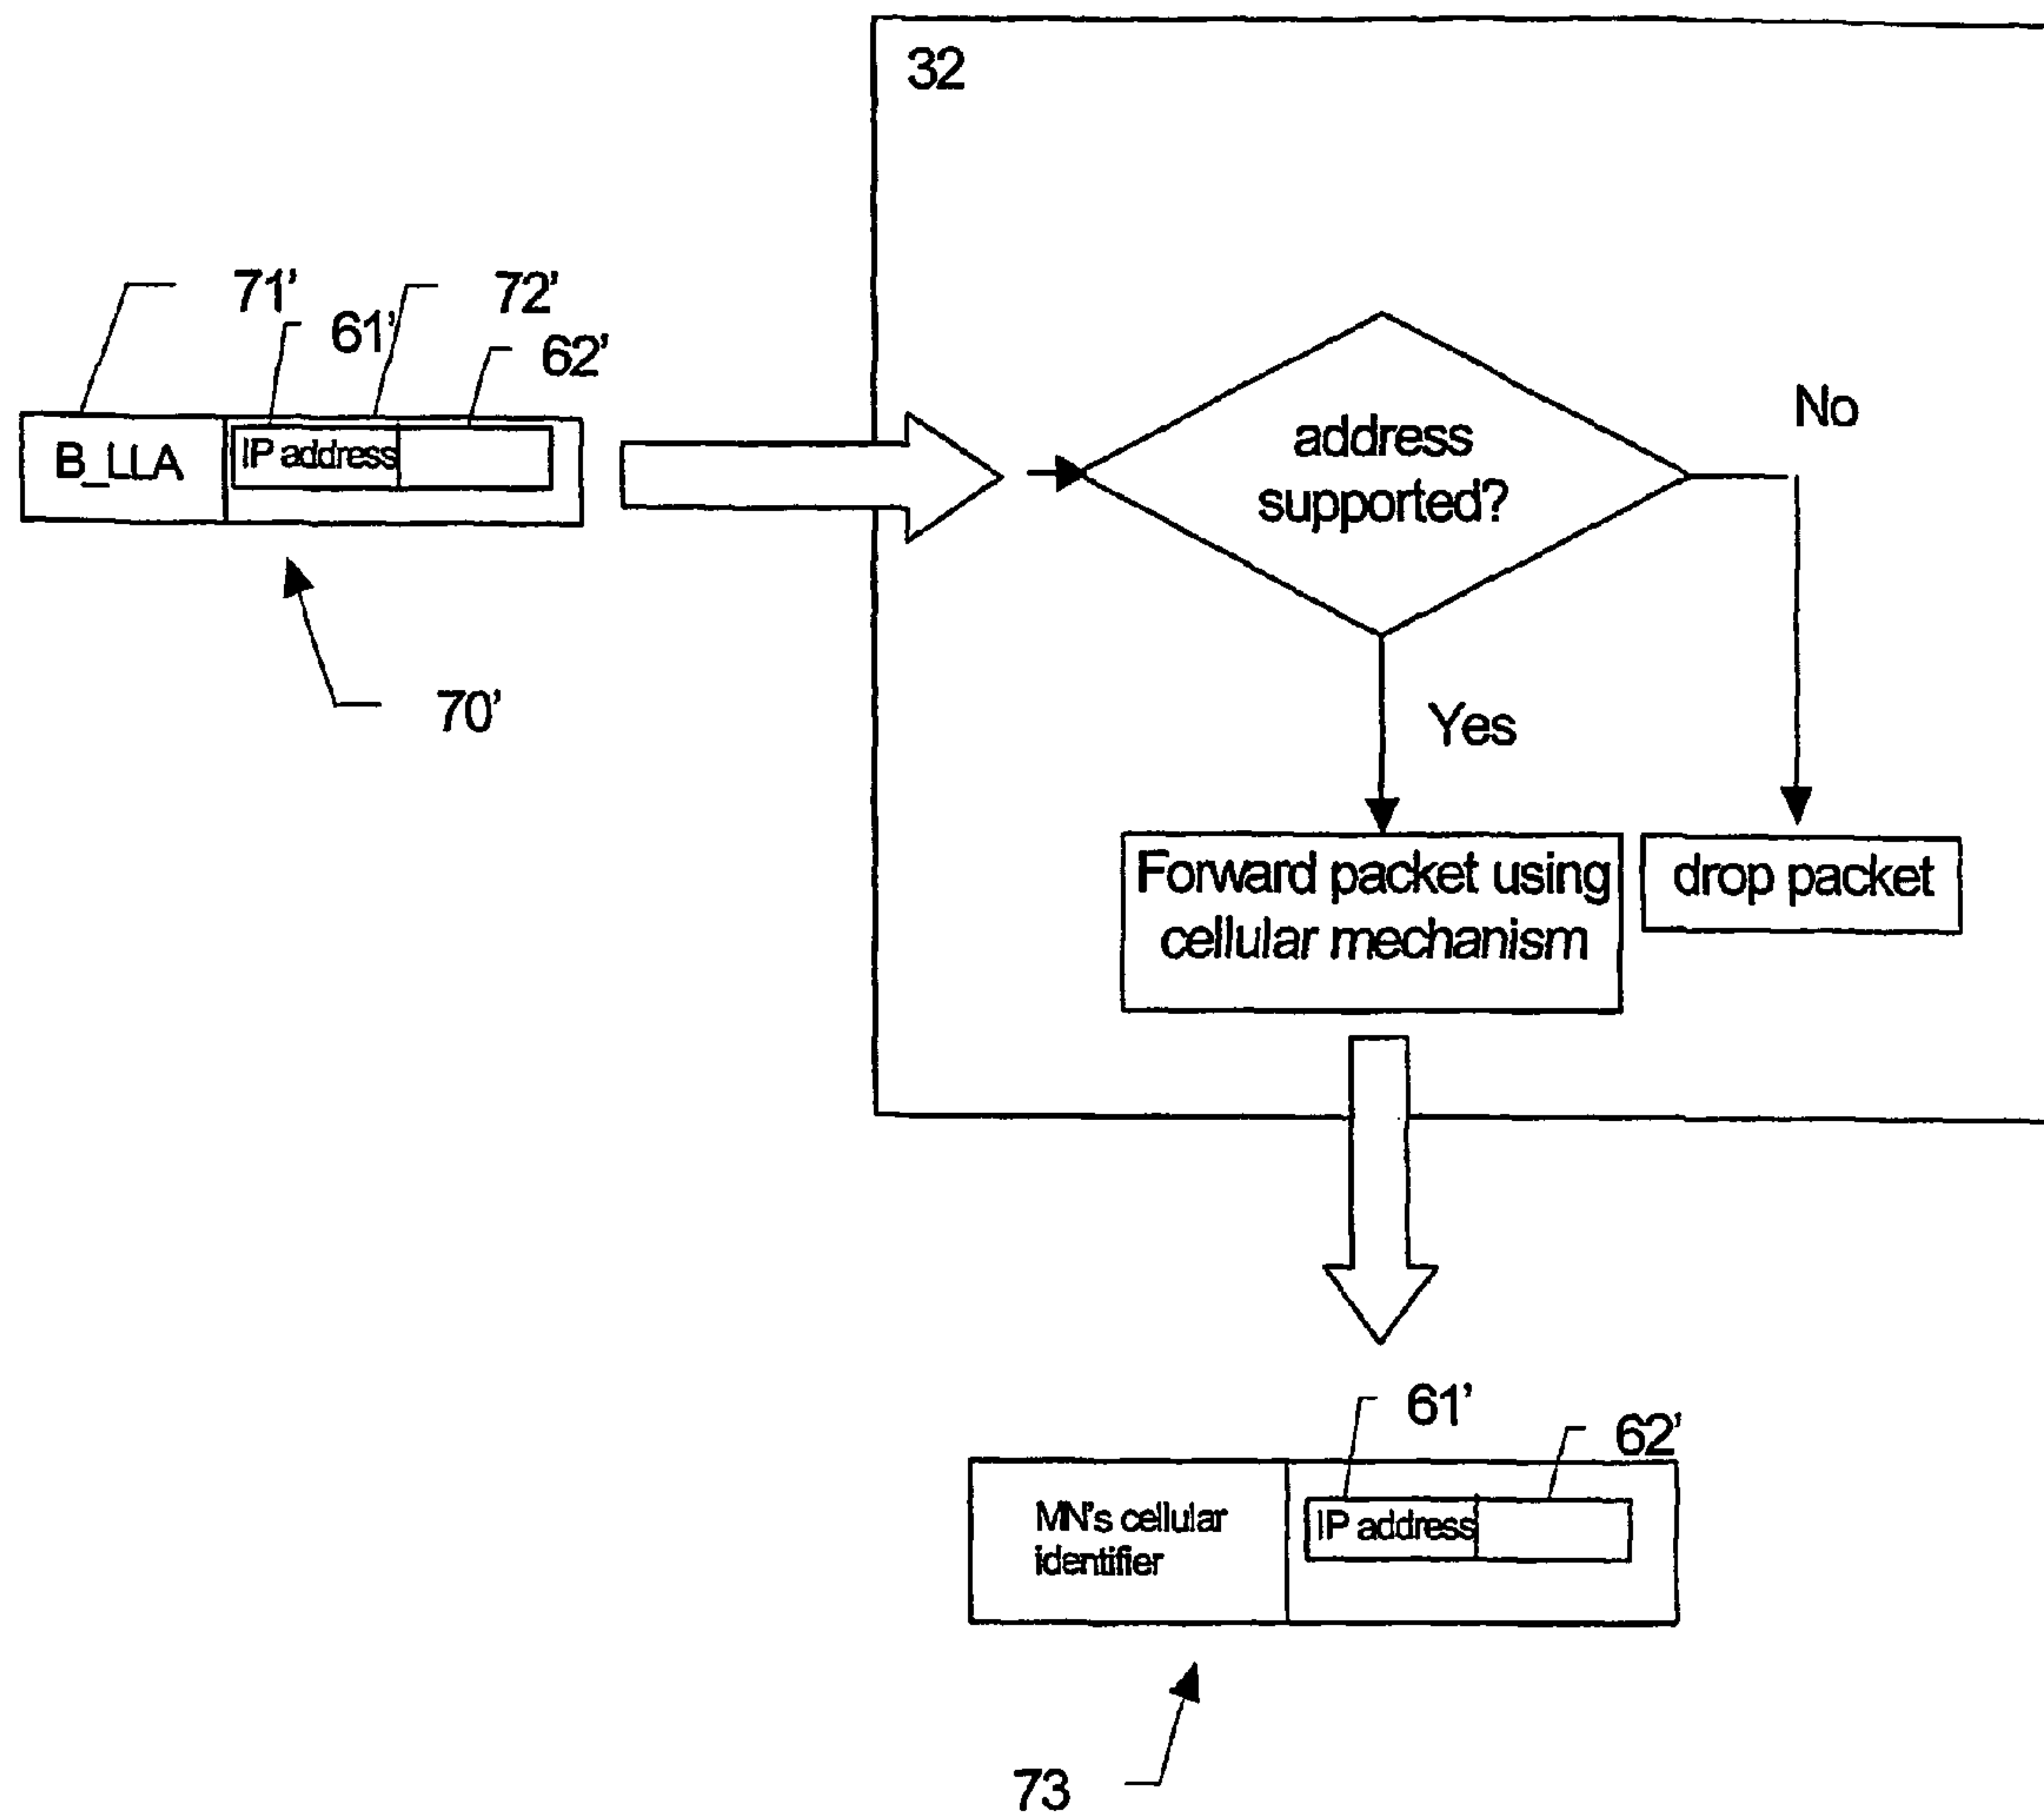 32
71'
72'
61'
62'
B_LLA
IP address
70'
address
supported?
No
Yes
Forward packet using
cellular mechanism
drop packet
61'
62'
MN's cellular
identifier
IP address
73